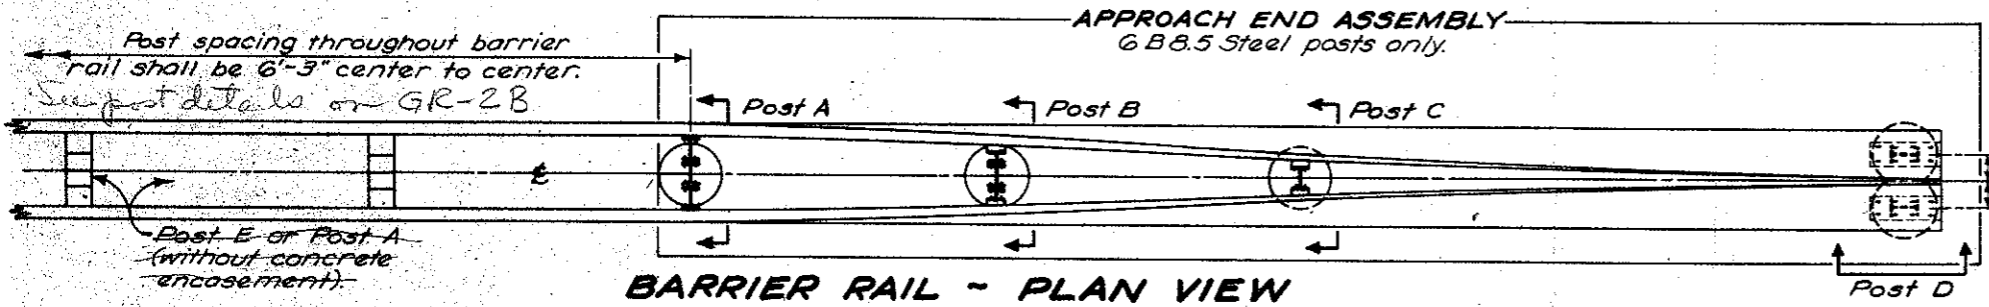 APPROACH END ASSEMBLY
6 B 8.5 Steel posts only.
Post spacing throughout barrier
rail shall be 6'-3" center to center.
See post details on GR-2B
Post A
Post B
Post C
℄
Post E or Post A
(without concrete
encasement).
BARRIER RAIL ~ PLAN VIEW
Post D